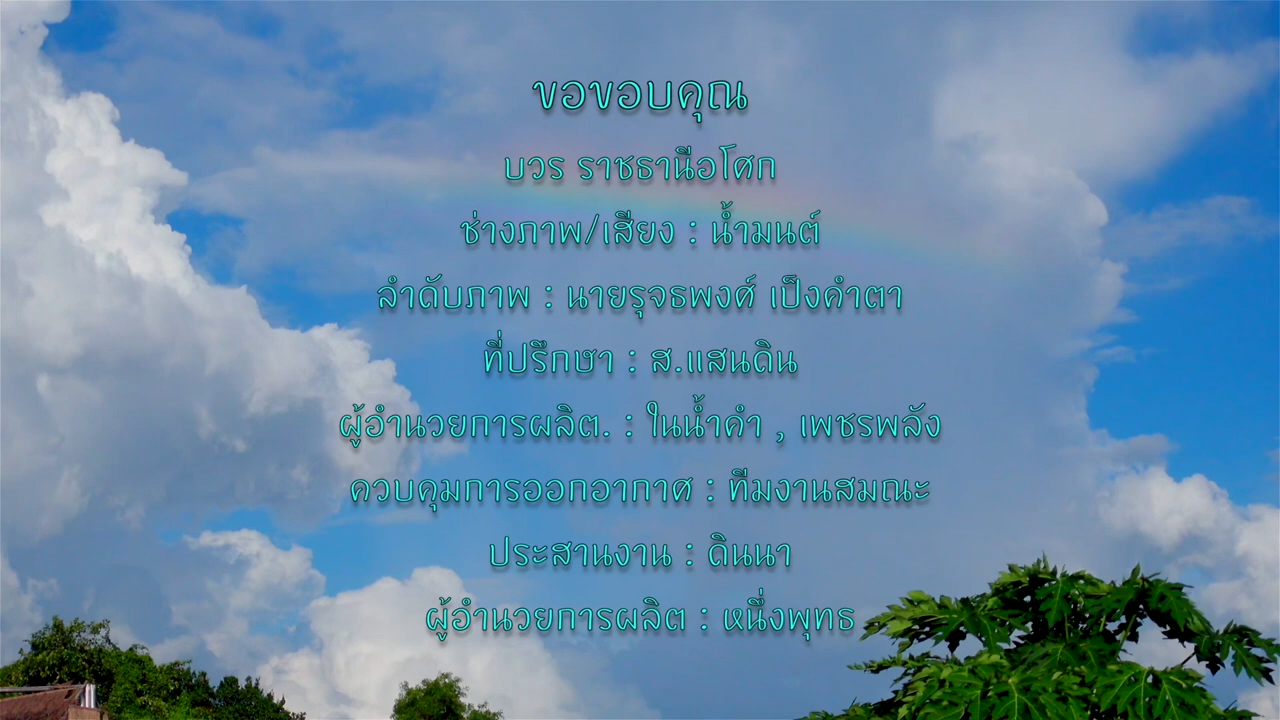 ขอขอบคุณ
บวร ราชธานีอโศก
ช่างภาพ/เสียง : น้ำมนต์
ลำดับภาพ : นายรุจธพงศ์ เป็งคำตา
ที่ปรึกษา : ส.แสนดิน
ผู้อำนวยการผลิต. : ในน้ำคำ , เพชรพลัง
ควบคุมการออกอากาศ : ทีมงานสมณะ
ประสานงาน : ดินนา
ผู้อำนวยการผลิต : หนึ่งพุทธ